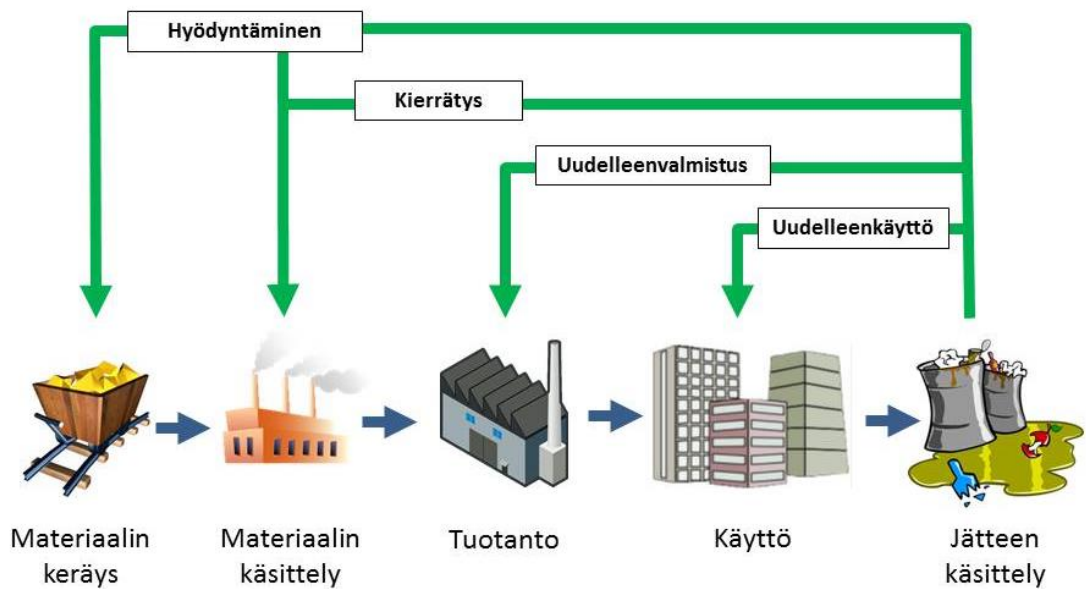 Hyödyntäminen
Kierrätys
Uudelleenvalmistus
Uudelleenkäyttö
Materiaalin
keräys
Materiaalin
käsittely
Tuotanto
Käyttö
Jätteen
käsittely